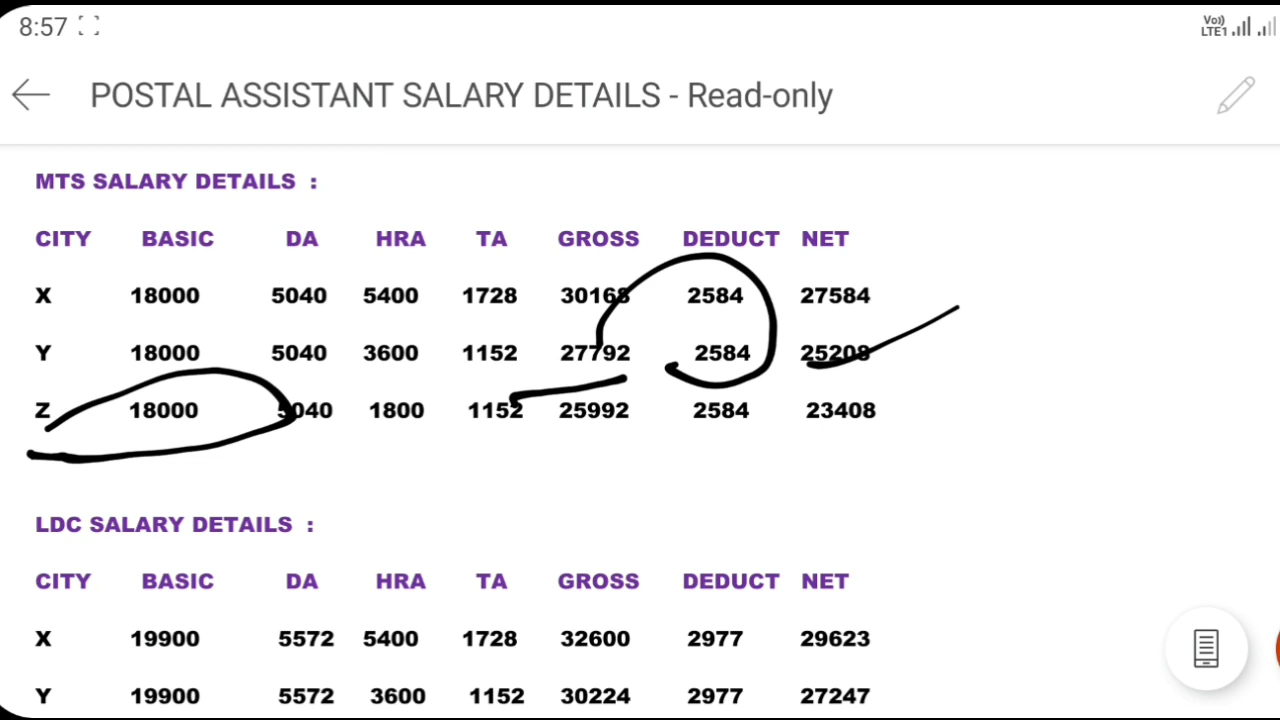 8:57
Vo)) LTE1
POSTAL ASSISTANT SALARY DETAILS - Read-only
MTS SALARY DETAILS :
CITY BASIC DA HRA TA GROSS DEDUCT NET
X 18000 5040 5400 1728 30168 2584 27584
Y 18000 5040 3600 1152 27792 2584 25208
Z 18000 5040 1800 1152 25992 2584 23408
LDC SALARY DETAILS :
CITY BASIC DA HRA TA GROSS DEDUCT NET
X 19900 5572 5400 1728 32600 2977 29623
Y 19900 5572 3600 1152 30224 2977 27247